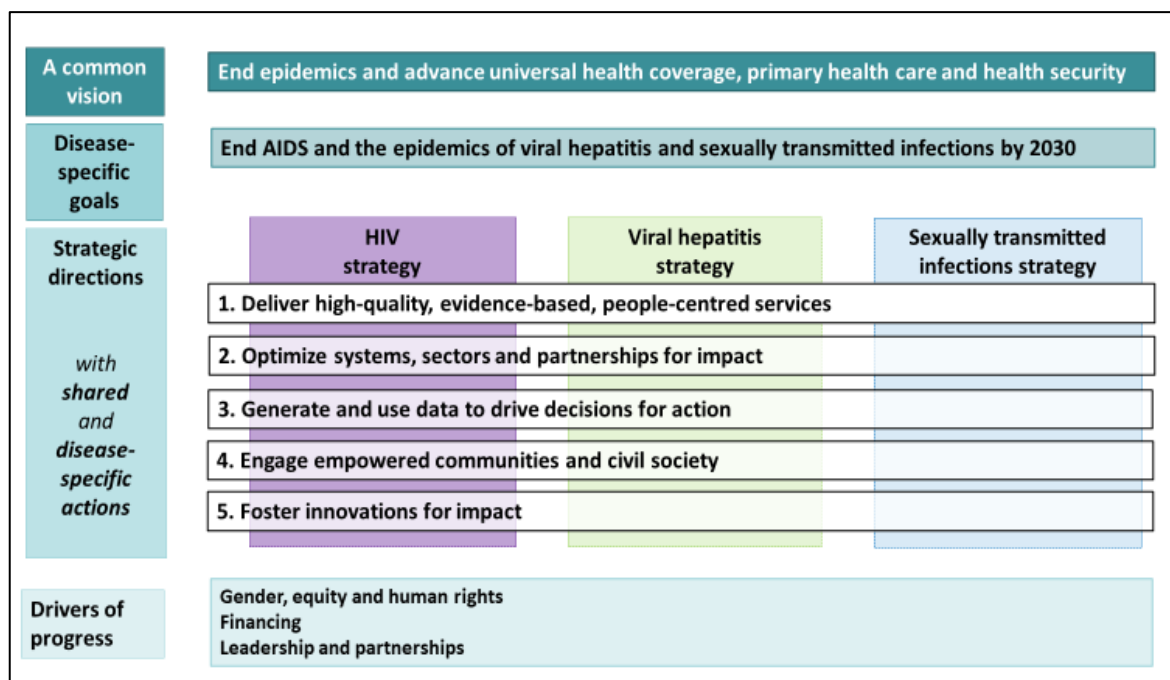 A common
vision
End epidemics and advance universal health coverage, primary health care and health security
Disease-
specific
goals
End AIDS and the epidemics of viral hepatitis and sexually transmitted infections by 2030
Strategic
directions
with
shared
and
disease-
specific
actions
HIV
strategy
Viral hepatitis
strategy
Sexually transmitted
infections strategy
1. Deliver high-quality, evidence-based, people-centred services
2. Optimize systems, sectors and partnerships for impact
3. Generate and use data to drive decisions for action
4. Engage empowered communities and civil society
5. Foster innovations for impact
Drivers of
progress
Gender, equity and human rights
Financing
Leadership and partnerships